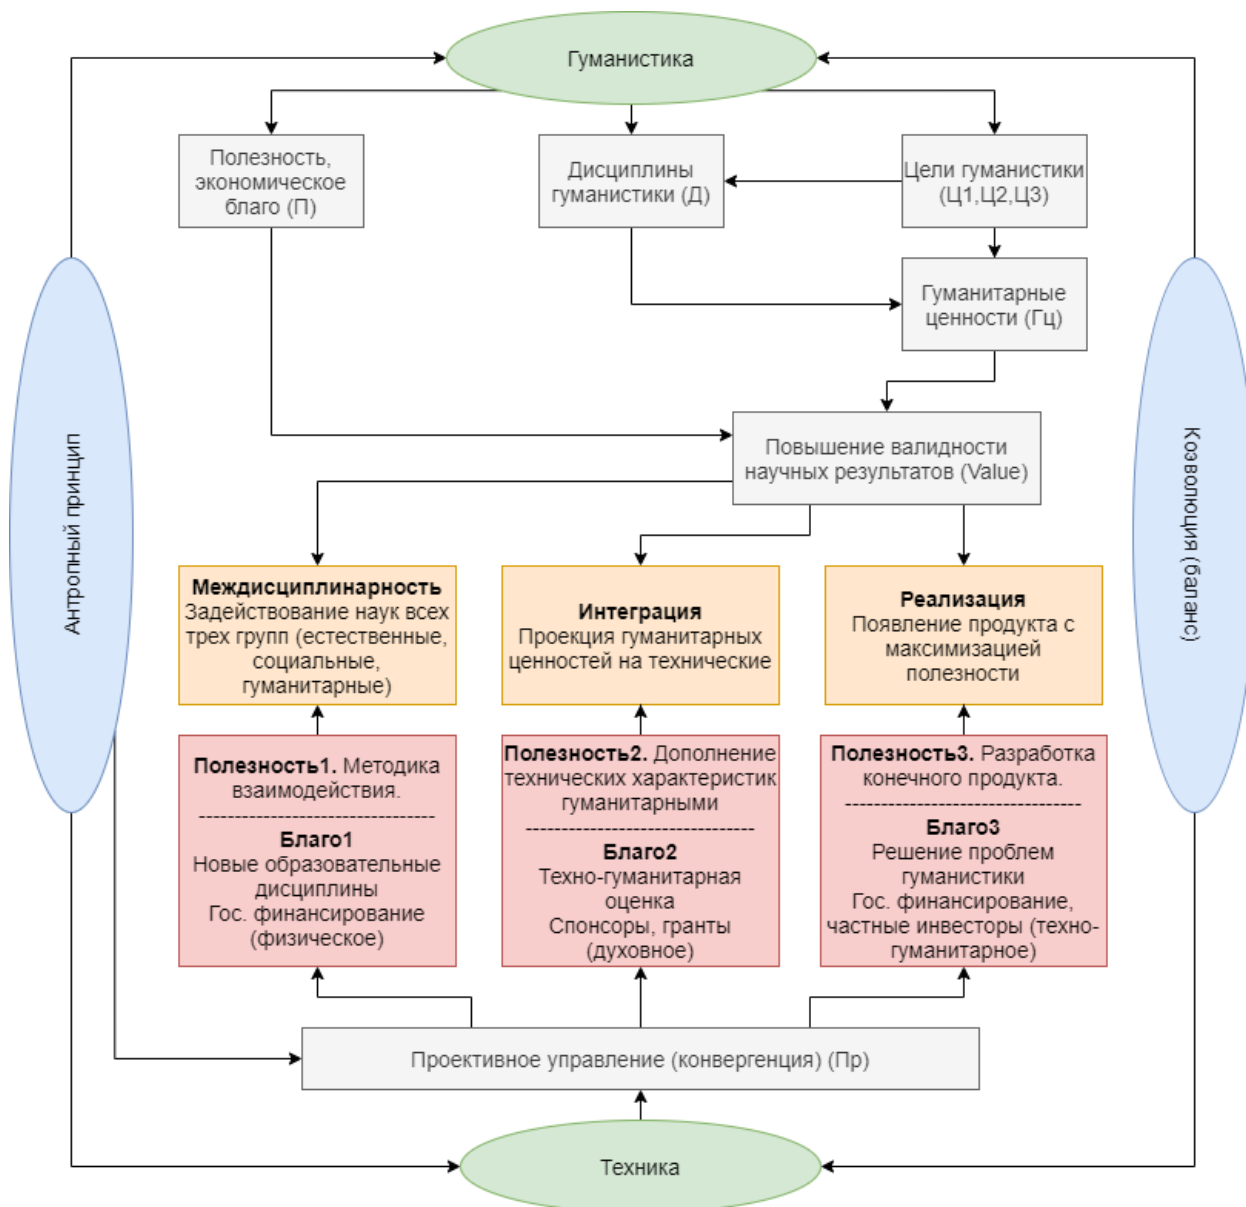 Гуманистика
Полезность,
экономическое
благо (П)
Дисциплины
гуманистики (Д)
Цели гуманистики
(Ц1,Ц2,Ц3)
Гуманитарные
ценности (Гц)
Антропный принцип
Коэволюция (баланс)
Повышение валидности
научных результатов (Value)
Междисциплинарность
Задействование наук всех
трех групп (естественные,
социальные,
гуманитарные)
Интеграция
Проекция гуманитарных
ценностей на технические
Реализация
Появление продукта с
максимизацией
полезности
Полезность1. Методика
взаимодействия.
---------------------------------
Благо1
Новые образовательные
дисциплины
Гос. финансирование
(физическое)
Полезность2. Дополнение
технических характеристик
гуманитарными
--------------------------------
Благо2
Техно-гуманитарная
оценка
Спонсоры, гранты
(духовное)
Полезность3. Разработка
конечного продукта.
---------------------------------
Благо3
Решение проблем
гуманистики
Гос. финансирование,
частные инвесторы (техно-
гуманитарное)
Проективное управление (конвергенция) (Пр)
Техника